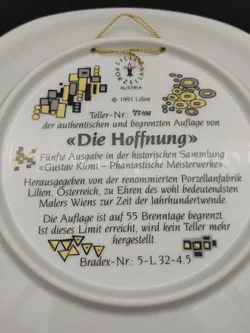 LILIEN PORZELLAN
AUSTRIA
© 1991 Lilien
Teller-Nr.
der authentischen und begrenzten Auflage von
«Die Hoffnung»
Fünfte Ausgabe in der historischen Sammlung
«Gustav Klimt – Phantastische Meisterwerke».
Herausgegeben von der renommierten Porzellanfabrik
Lilien, Österreich, zu Ehren des wohl bedeutendsten
Malers Wiens zur Zeit der Jahrhundertwende.
Die Auflage ist auf 55 Brenntage begrenzt.
Ist dieses Limit erreicht, wird kein Teller mehr
hergestellt.
Bradex-Nr.: 5-L 32-4.5